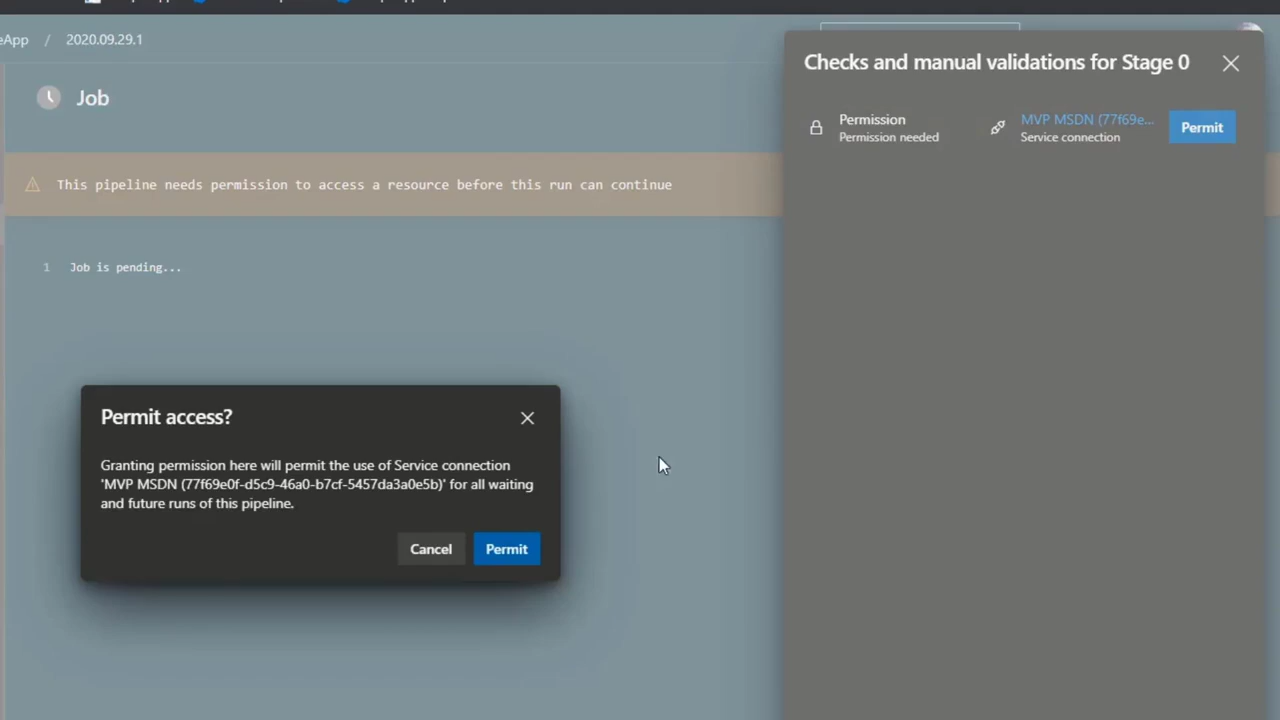 eApp / 2020.09.29.1
Job
This pipeline needs permission to access a resource before this run can continue
1 Job is pending...
Checks and manual validations for Stage 0
Permission
Permission needed
MVP MSDN (77f69e...
Service connection
Permit
Permit access?
Granting permission here will permit the use of Service connection
'MVP MSDN (77f69e0f-d5c9-46a0-b7cf-5457da3a0e5b)' for all waiting
and future runs of this pipeline.
Cancel
Permit